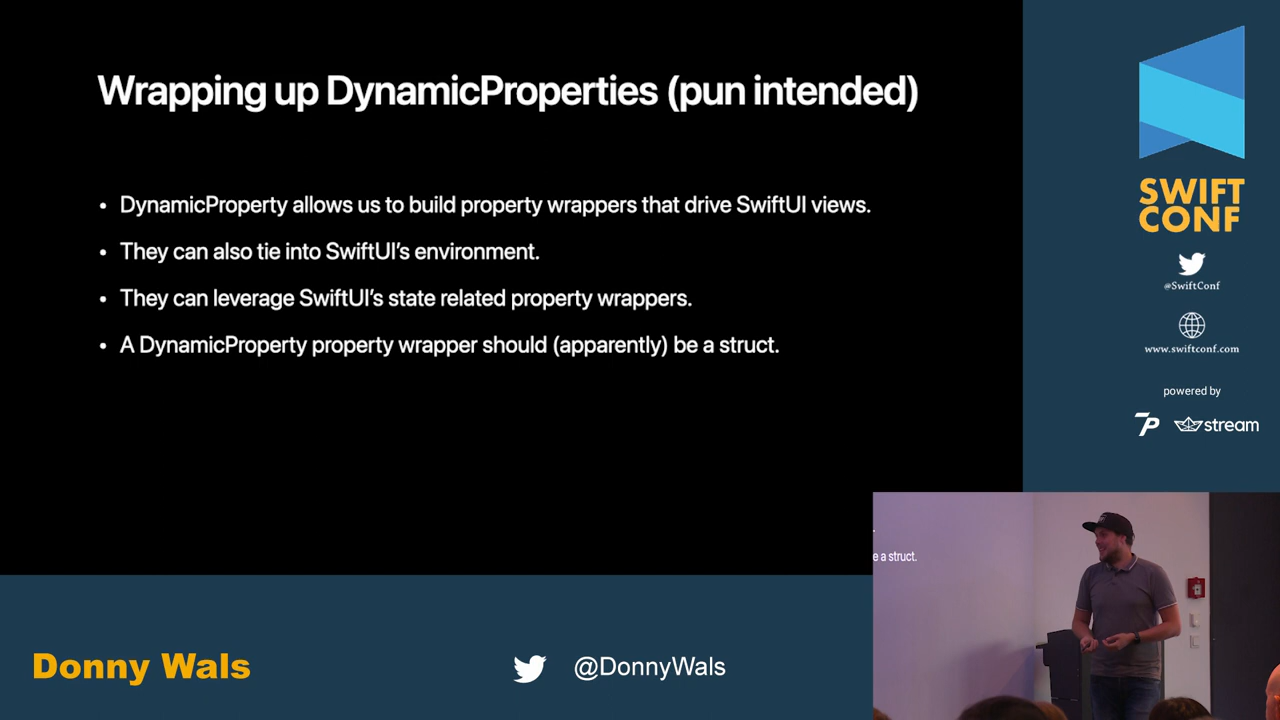 Wrapping up DynamicProperties (pun intended)
• DynamicProperty allows us to build property wrappers that drive SwiftUI views.
• They can also tie into SwiftUI’s environment.
• They can leverage SwiftUI’s state related property wrappers.
• A DynamicProperty property wrapper should (apparently) be a struct.
SWIFT
CONF
@SwiftConf
www.swiftconf.com
powered by
7P stream
e a struct.
Donny Wals
@DonnyWals